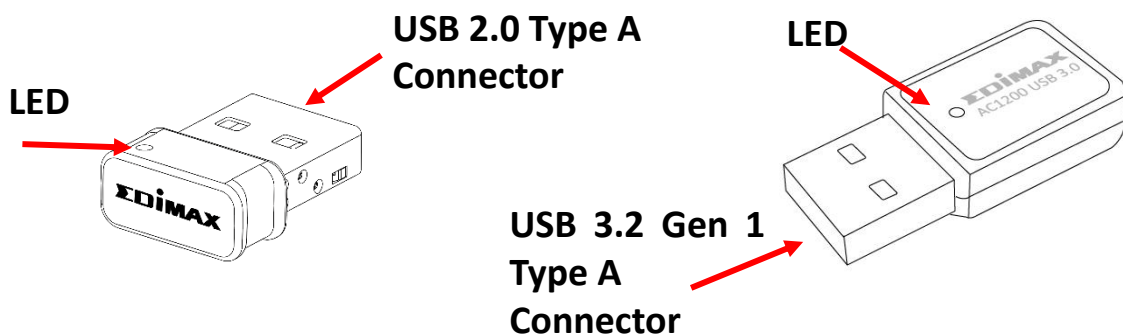 USB 2.0 Type A
Connector
LED
EDIMAX
LED
EDIMAX
AC1200 USB 3.0
USB 3.2 Gen 1
Type A
Connector